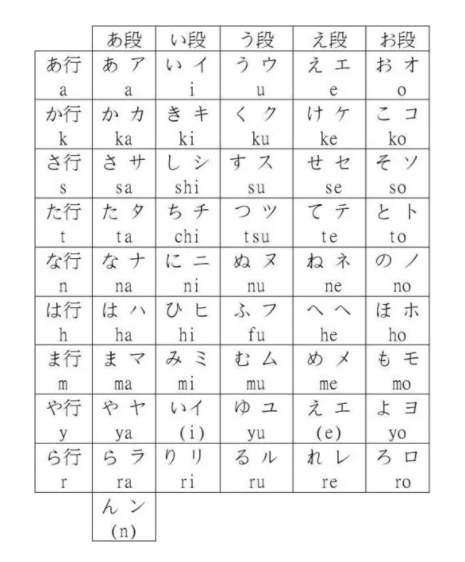 あ段 い段 う段 え段 お段
あ行 あ ア い イ う ウ え エ お オ
a a i u e o
か行 か カ き キ く ク け ケ こ コ
k ka ki ku ke ko
さ行 さ サ し シ す ス せ セ そ ソ
s sa shi su se so
た行 た タ ち チ つ ツ て テ と ト
t ta chi tsu te to
な行 な ナ に ニ ぬ ヌ ね ネ の ノ
n na ni nu ne no
は行 は ハ ひ ヒ ふ フ へ ヘ ほ ホ
h ha hi fu he ho
ま行 ま マ み ミ む ム め メ も モ
m ma mi mu me mo
や行 や ヤ いイ ゆ ユ え エ よ ヨ
y ya (i) yu (e) yo
ら行 ら ラ り リ る ル れ レ ろ ロ
r ra ri ru re ro
ん ン
(n)